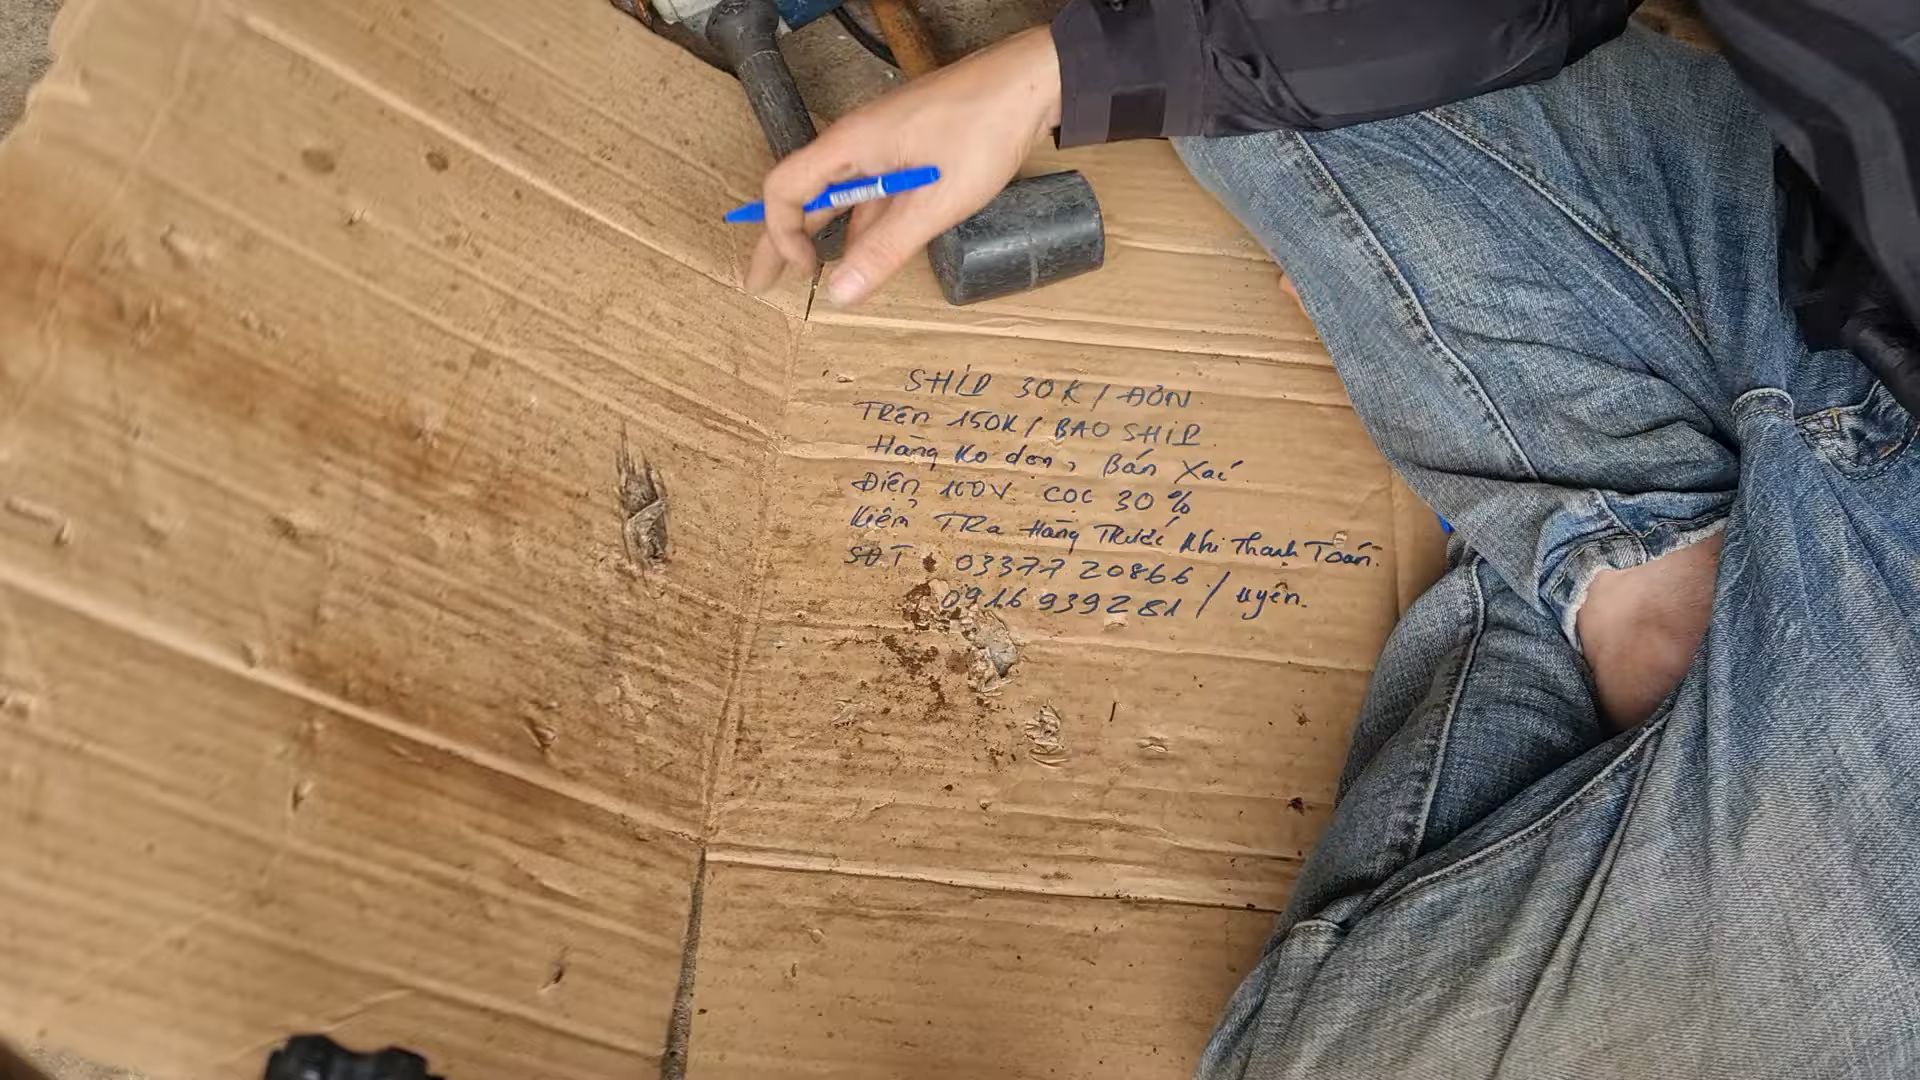 SHIP 30K / ĐƠN.
TRÊN 150K / BAO SHIP.
Hàng Ko đơn, Bán Xác
Điện 100V. CỌC 30%
Kiểm TRa Hàng TRước Khi Thanh Toán.
SĐT 03377 20866 /
0916 939281 / Uyên.